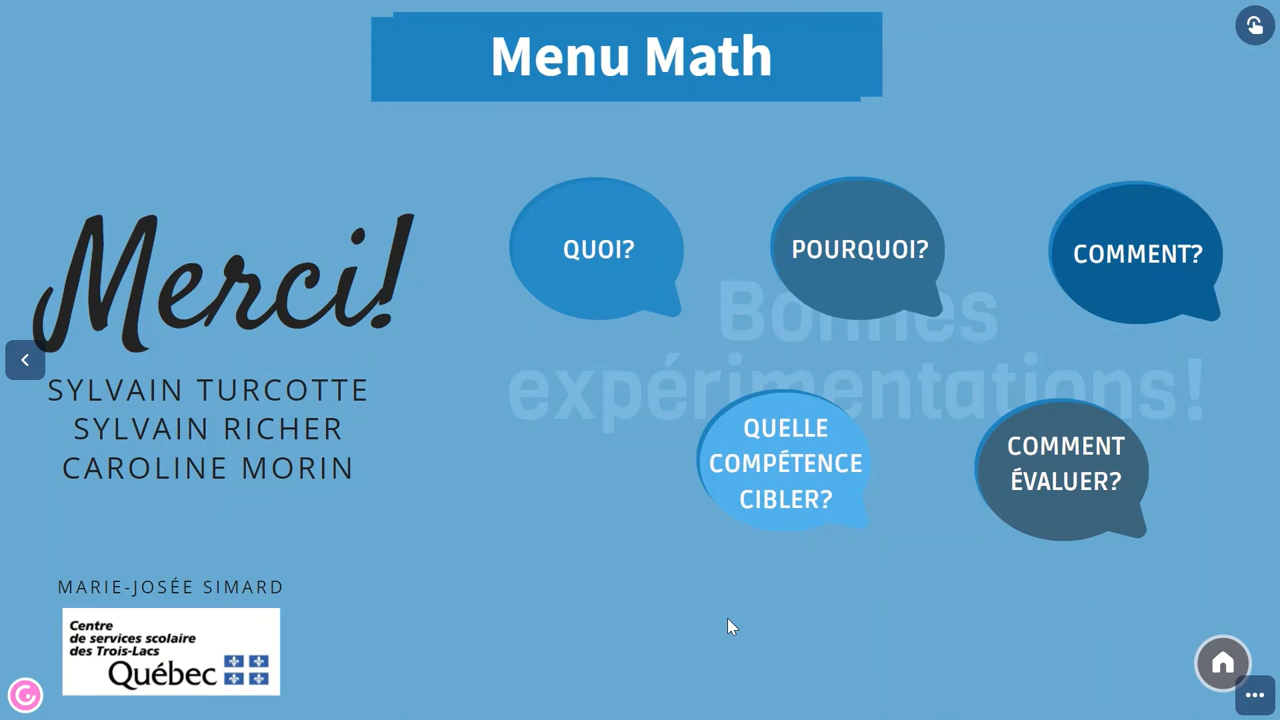 Menu Math
Merci!
SYLVAIN TURCOTTE
SYLVAIN RICHER
CAROLINE MORIN
QUOI?
POURQUOI?
COMMENT?
Bonnes
expérimentations!
QUELLE
COMPÉTENCE
CIBLER?
COMMENT
ÉVALUER?
MARIE-JOSÉE SIMARD
Centre
de services scolaire
des Trois-Lacs
Québec